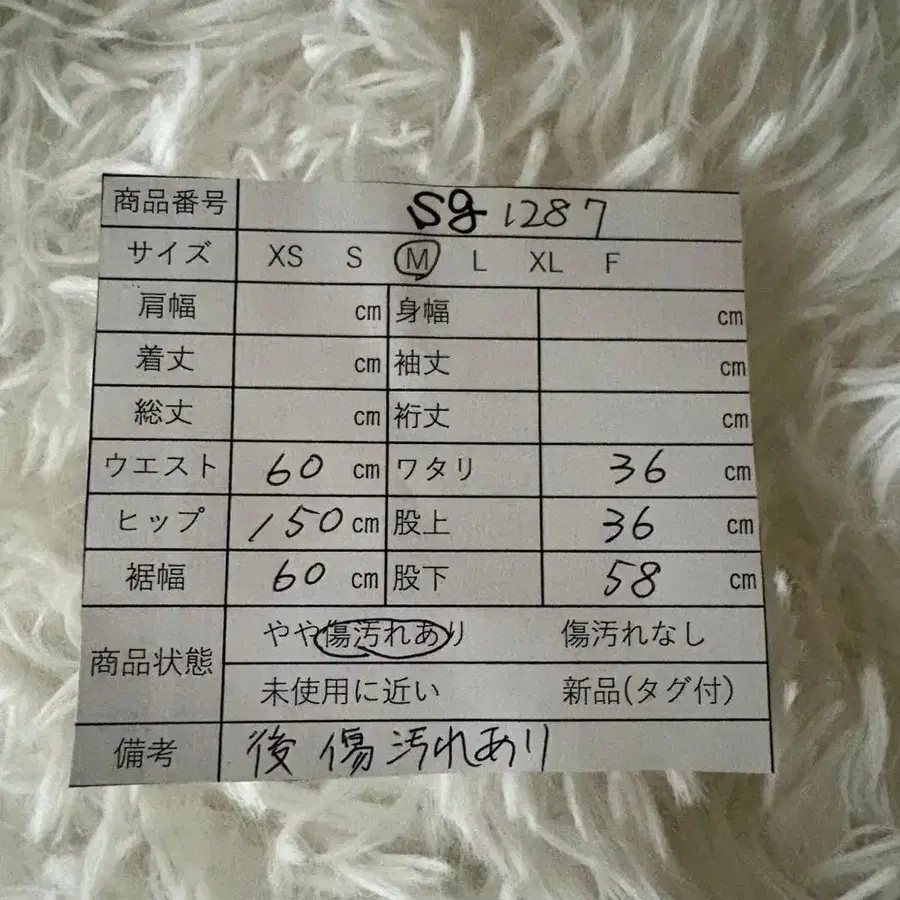 商品番号 sg 1287
サイズ XS S M L XL F
肩幅 cm 身幅 cm
着丈 cm 袖丈 cm
総丈 cm 裄丈 cm
ウエスト 60 cm ワタリ 36 cm
ヒップ 150 cm 股上 36 cm
裾幅 60 cm 股下 58 cm
商品状態
やや傷汚れあり 傷汚れなし
未使用に近い 新品(タグ付)
備考 後 傷汚れあり